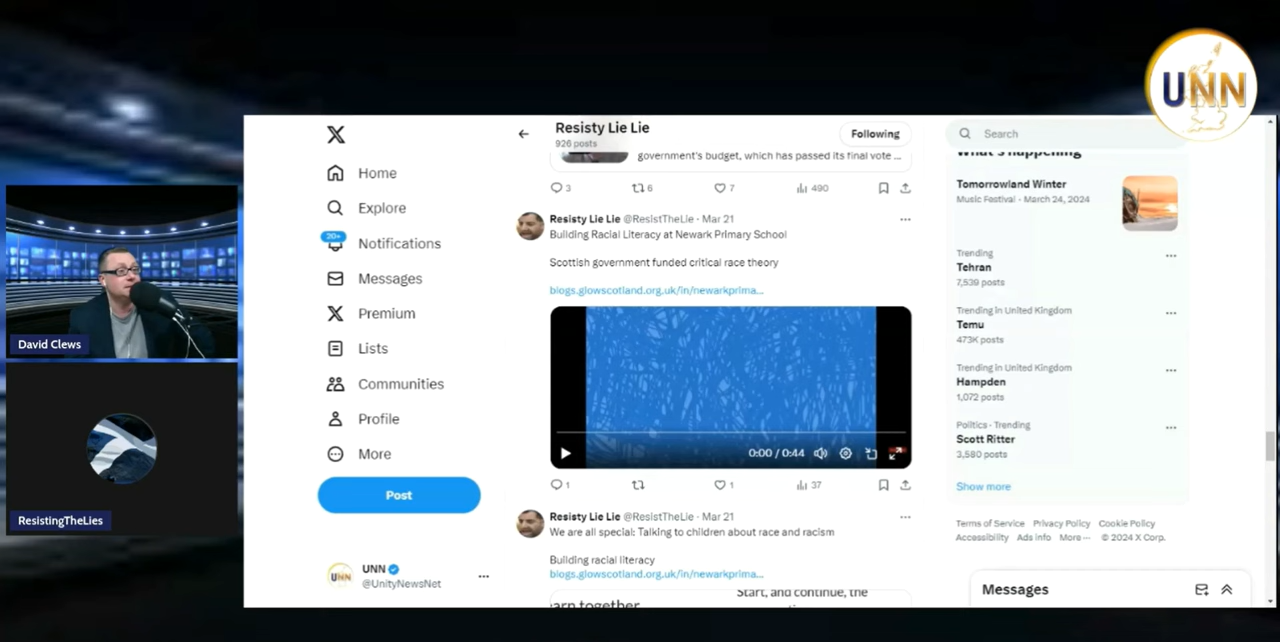 UNN
David Clews
ResistingTheLies
Home
Explore
20+
Notifications
Messages
Premium
Lists
Communities
Profile
More
Post
UNN
@UnityNewsNet
Resisty Lie Lie
926 posts
Following
government's budget, which has passed its final vote ...
3 6 7 490
Resisty Lie Lie @ResistTheLie · Mar 21
Building Racial Literacy at Newark Primary School
Scottish government funded critical race theory
blogs.glowscotland.org.uk/in/newarkprima...
0:00 / 0:44
1 1 37
Resisty Lie Lie @ResistTheLie · Mar 21
We are all special: Talking to children about race and racism
Building racial literacy
blogs.glowscotland.org.uk/in/newarkprima...
earn together
Start, and continue, the
Search
What's happening
Tomorrowland Winter
Music Festival · March 24, 2024
Trending
Tehran
7,539 posts
Trending in United Kingdom
Temu
473K posts
Trending in United Kingdom
Hampden
1,072 posts
Politics · Trending
Scott Ritter
3,580 posts
Show more
Terms of Service Privacy Policy Cookie Policy
Accessibility Ads info More ··· © 2024 X Corp.
Messages